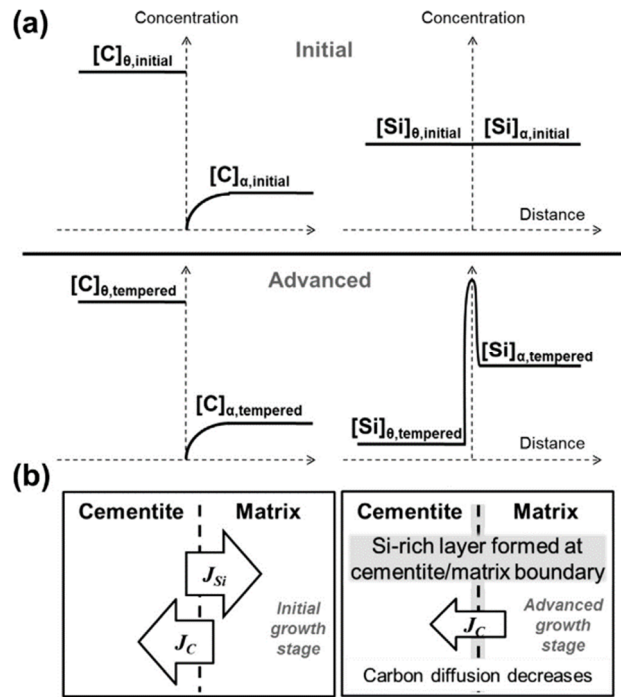 (a)
Concentration
Concentration
[C]θ,initial
Initial
[Si]θ,initial
[Si]α,initial
[C]α,initial
Distance
[C]θ,tempered
Advanced
[Si]α,tempered
[C]α,tempered
[Si]θ,tempered
Distance
(b)
Cementite
Matrix
JSi
Initial
growth
stage
JC
Cementite
Matrix
Si-rich layer formed at
cementite/matrix boundary
JC
Advanced
growth
stage
Carbon diffusion decreases